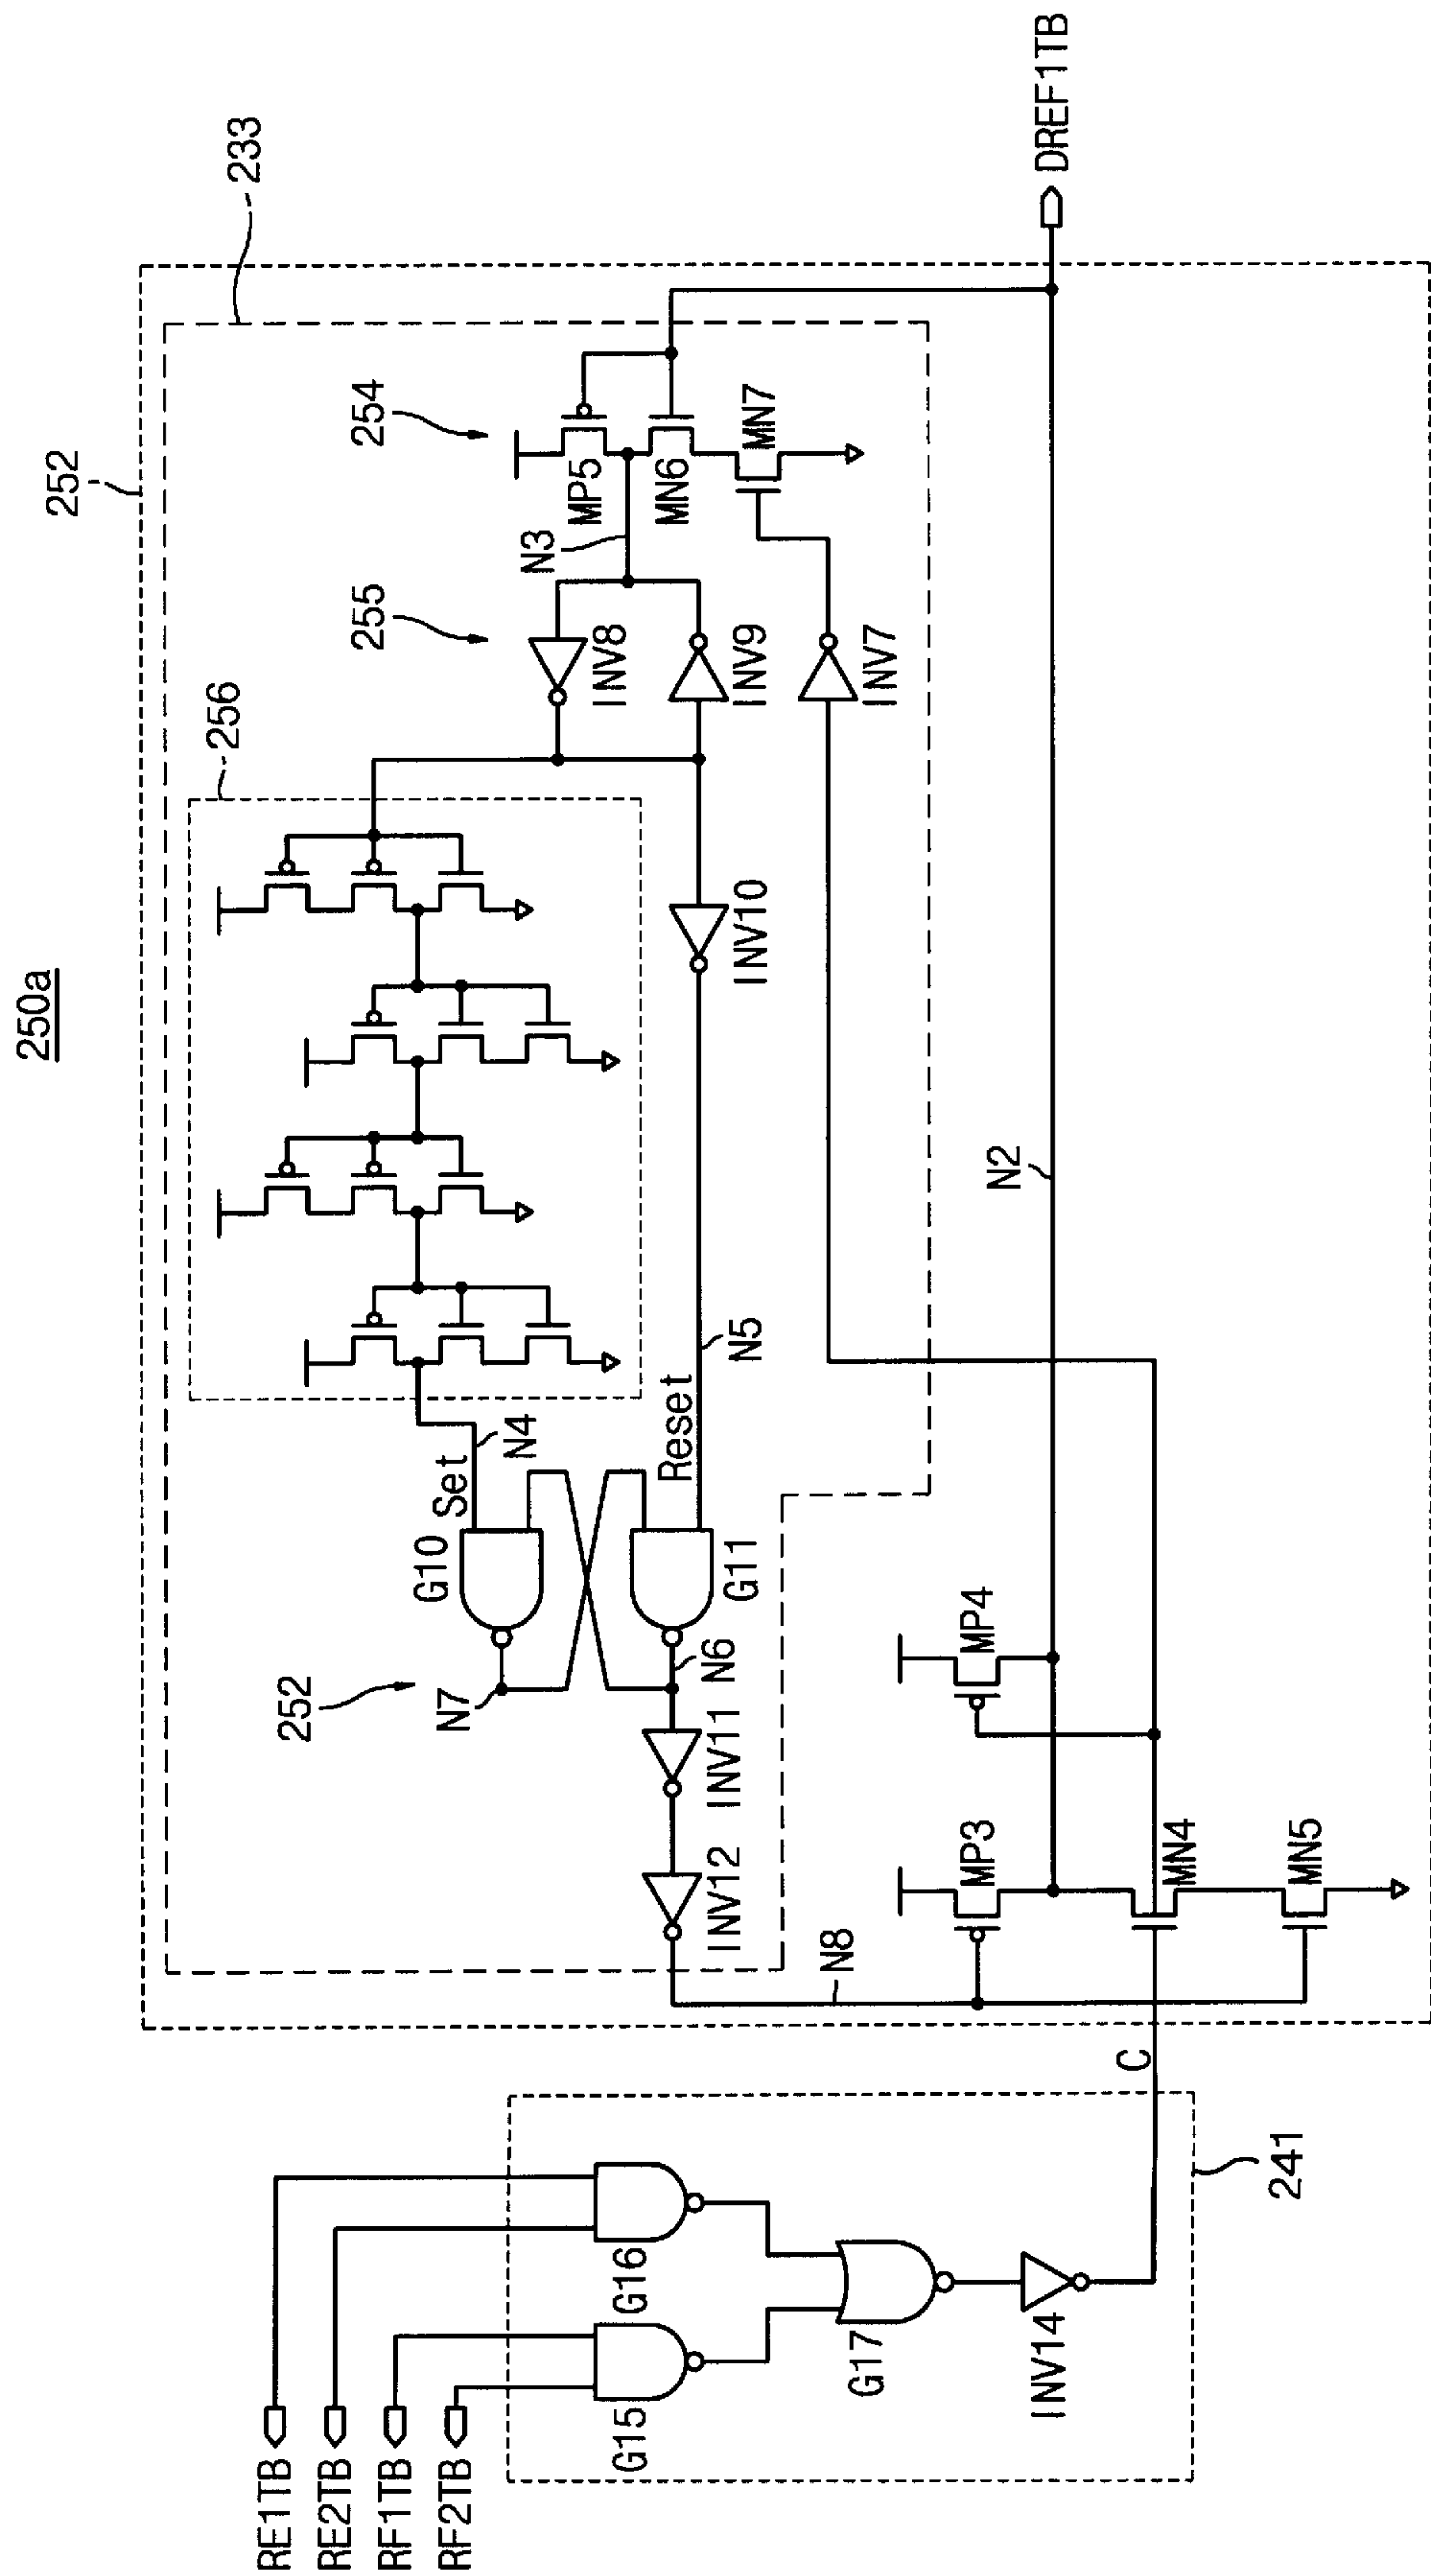 250a
252
233
254
MP5
MN6
MN7
N3
255
INV8
INV9
INV7
256
INV10
N2
N5
Reset
N4
Set
G10
G11
252
N7
N6
INV11
INV12
MP4
MP3
MN4
MN5
N8
C
241
G16
G15
G17
INV14
RE1TB
RE2TB
RF1TB
RF2TB
DREF1TB